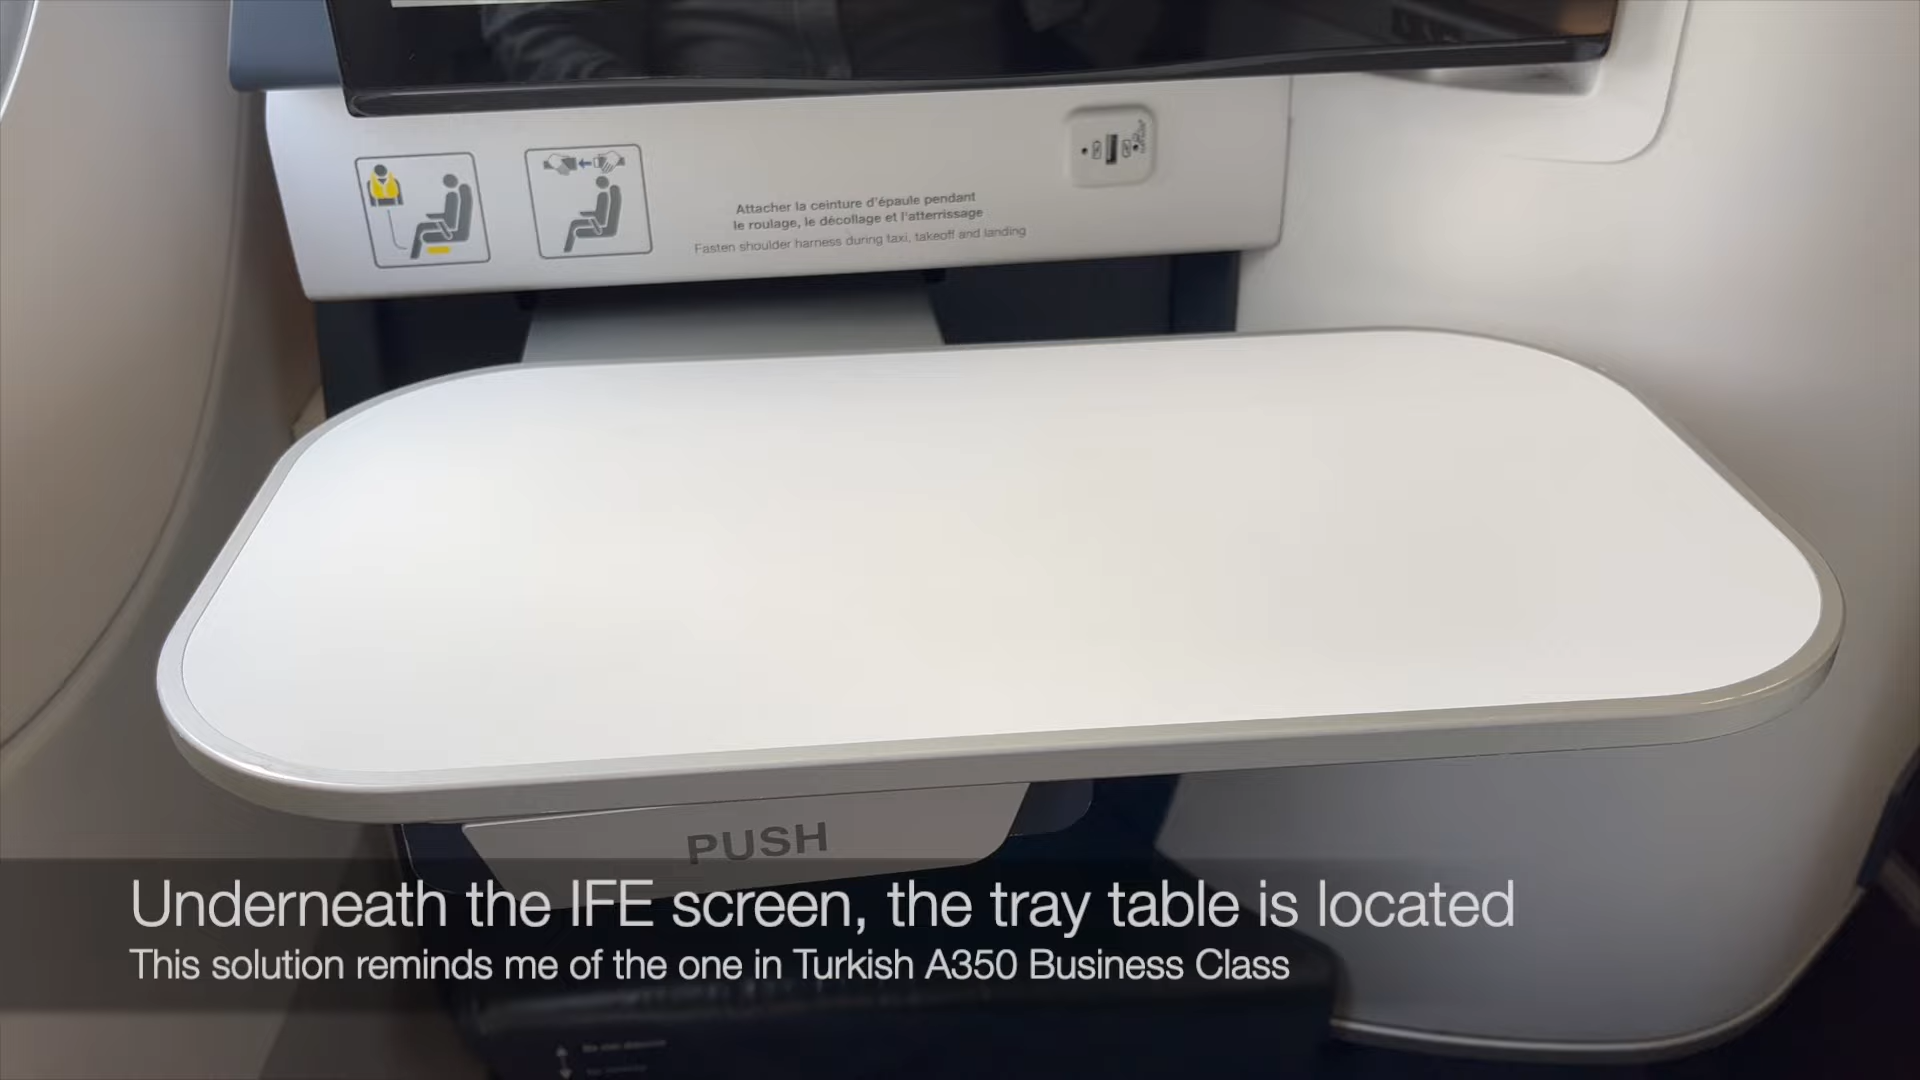 Attacher la ceinture d'épaule pendant
le roulage, le décollage et l'atterrissage
Fasten shoulder harness during taxi, takeoff and landing
PUSH
Underneath the IFE screen, the tray table is located
This solution reminds me of the one in Turkish A350 Business Class